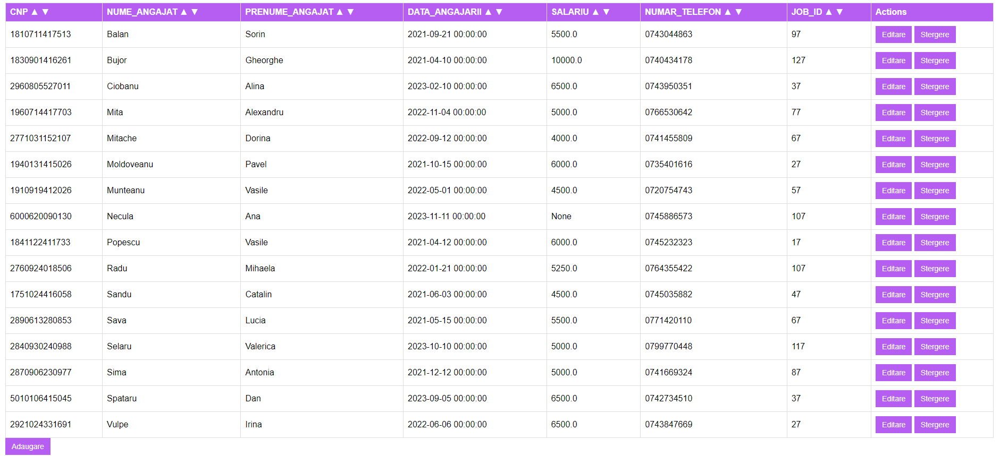 CNP ▲ ▼ NUME_ANGAJAT ▲ ▼ PRENUME_ANGAJAT ▲ ▼ DATA_ANGAJARII ▲ ▼ SALARIU ▲ ▼ NUMAR_TELEFON ▲ ▼ JOB_ID ▲ ▼ Actions
1810711417513 Balan Sorin 2021-09-21 00:00:00 5500.0 0743044863 97 Editare Stergere
1830901416261 Bujor Gheorghe 2021-04-10 00:00:00 10000.0 0740434178 127 Editare Stergere
2960805527011 Ciobanu Alina 2023-02-10 00:00:00 6500.0 0743950351 37 Editare Stergere
1960714417703 Mita Alexandru 2022-11-04 00:00:00 5000.0 0766530642 77 Editare Stergere
2771031152107 Mitache Dorina 2022-09-12 00:00:00 4000.0 0741455809 67 Editare Stergere
1940131415026 Moldoveanu Pavel 2021-10-15 00:00:00 6000.0 0735401616 27 Editare Stergere
1910919412026 Munteanu Vasile 2022-05-01 00:00:00 4500.0 0720754743 57 Editare Stergere
6000620090130 Necula Ana 2023-11-11 00:00:00 None 0745886573 107 Editare Stergere
1841122411733 Popescu Vasile 2021-04-12 00:00:00 6000.0 0745232323 17 Editare Stergere
2760924018506 Radu Mihaela 2022-01-21 00:00:00 5250.0 0764355422 107 Editare Stergere
1751024416058 Sandu Catalin 2021-06-03 00:00:00 4500.0 0745035882 47 Editare Stergere
2890613280853 Sava Lucia 2021-05-15 00:00:00 5500.0 0771420110 67 Editare Stergere
2840930240988 Selaru Valerica 2023-10-10 00:00:00 5000.0 0799770448 117 Editare Stergere
2870906230977 Sima Antonia 2021-12-12 00:00:00 5000.0 0741669324 87 Editare Stergere
5010106415045 Spataru Dan 2023-09-05 00:00:00 6500.0 0742734510 37 Editare Stergere
2921024331691 Vulpe Irina 2022-06-06 00:00:00 6500.0 0743847669 27 Editare Stergere
Adaugare